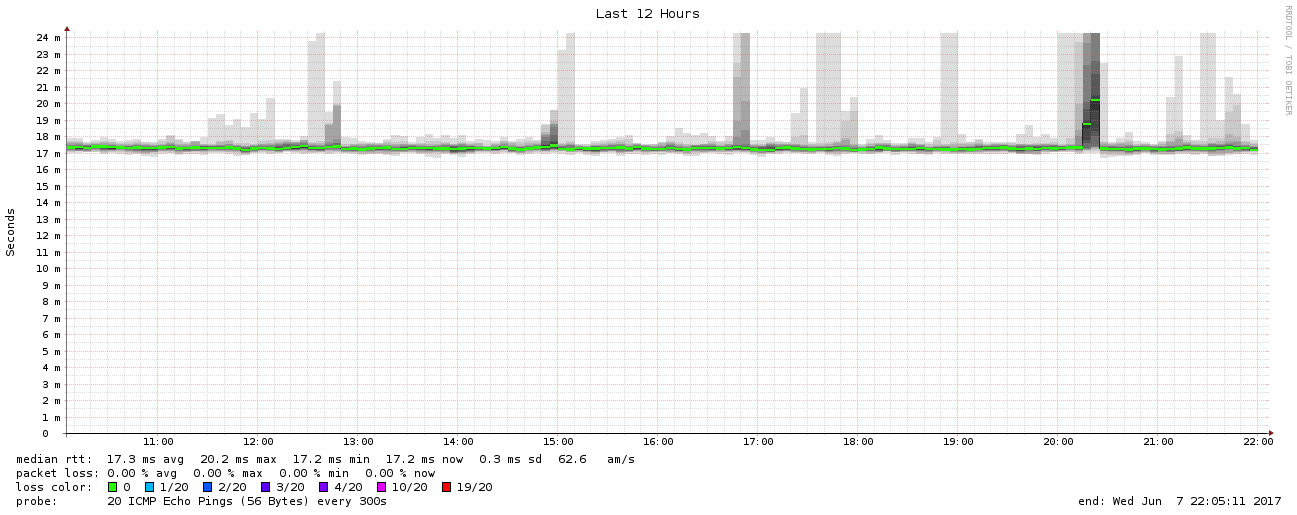 Last 12 Hours
RRDTOOL / TOBI OETIKER
Seconds
24 m
23 m
22 m
21 m
20 m
19 m
18 m
17 m
16 m
15 m
14 m
13 m
12 m
11 m
10 m
9 m
8 m
7 m
6 m
5 m
4 m
3 m
2 m
1 m
0
11:00 12:00 13:00 14:00 15:00 16:00 17:00 18:00 19:00 20:00 21:00 22:00
median rtt: 17.3 ms avg 20.2 ms max 17.2 ms min 17.2 ms now 0.3 ms sd 62.6 am/s
packet loss: 0.00 % avg 0.00 % max 0.00 % min 0.00 % now
loss color: 0 1/20 2/20 3/20 4/20 10/20 19/20
probe: 20 ICMP Echo Pings (56 Bytes) every 300s
end: Wed Jun 7 22:05:11 2017